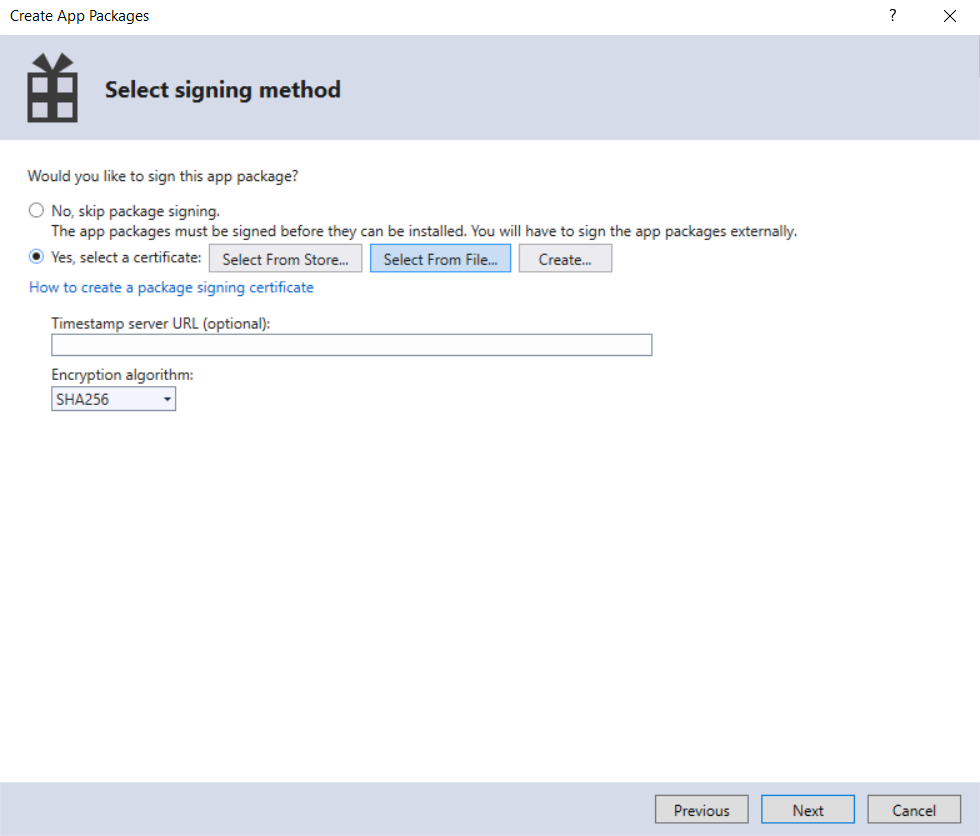 Create App Packages ?
Select signing method
Would you like to sign this app package?
No, skip package signing.
The app packages must be signed before they can be installed. You will have to sign the app packages externally.
Yes, select a certificate: Select From Store... Select From File... Create...
How to create a package signing certificate
Timestamp server URL (optional):
Encryption algorithm:
SHA256
Previous Next Cancel